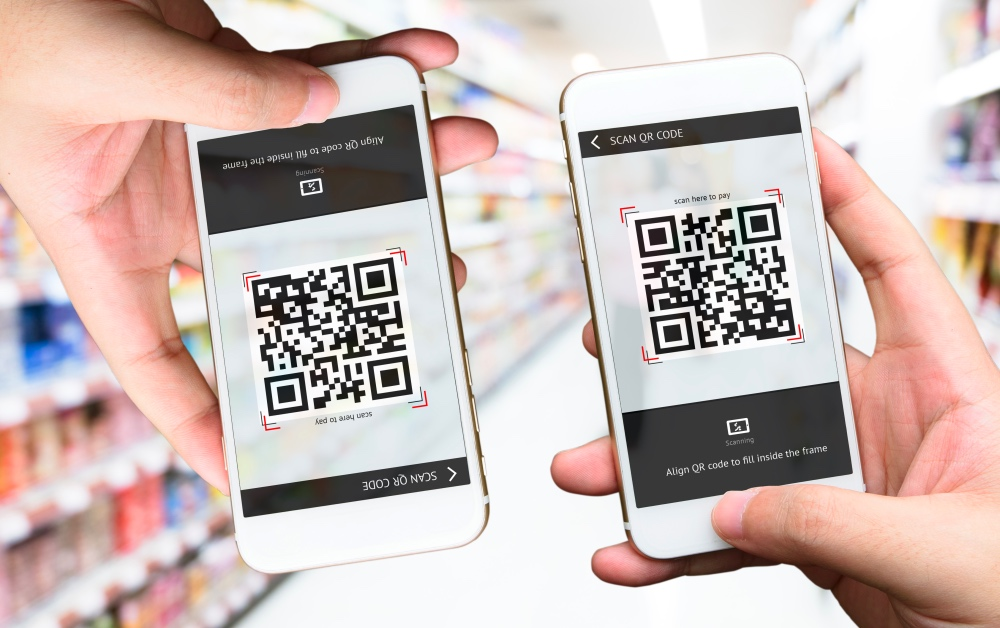 Align QR code to fill inside the frame
Scanning
scan here to pay
SCAN QR CODE
SCAN QR CODE
scan here to pay
Scanning
Align QR code to fill inside the frame